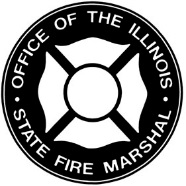 OFFICE OF THE ILLINOIS
STATE FIRE MARSHAL